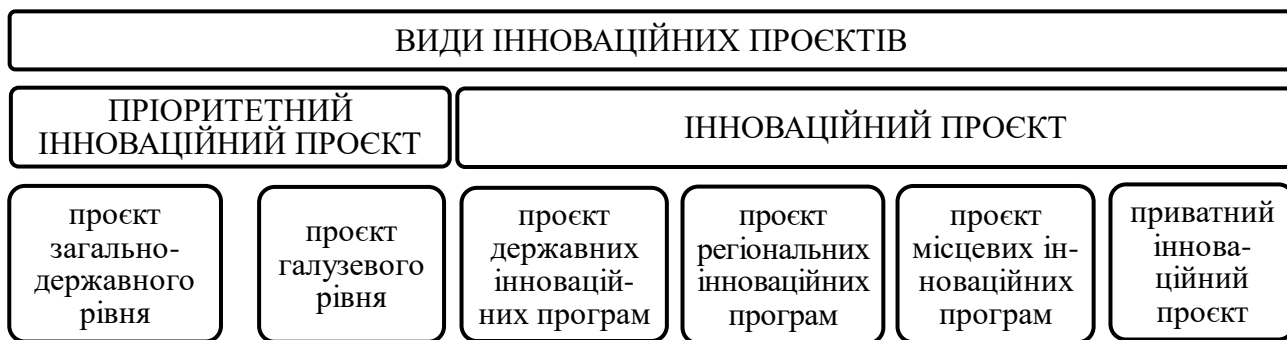 ВИДИ ІННОВАЦІЙНИХ ПРОЄКТІВ
ПРІОРИТЕТНИЙ
ІННОВАЦІЙНИЙ ПРОЄКТ
ІННОВАЦІЙНИЙ ПРОЄКТ
проєкт
загально-
державного
рівня
проєкт
галузевого
рівня
проєкт
державних
інновацій-
них програм
проєкт
регіональних
інноваційних
програм
проєкт
місцевих ін-
новаційних
програм
приватний
іннова-
ційний
проєкт